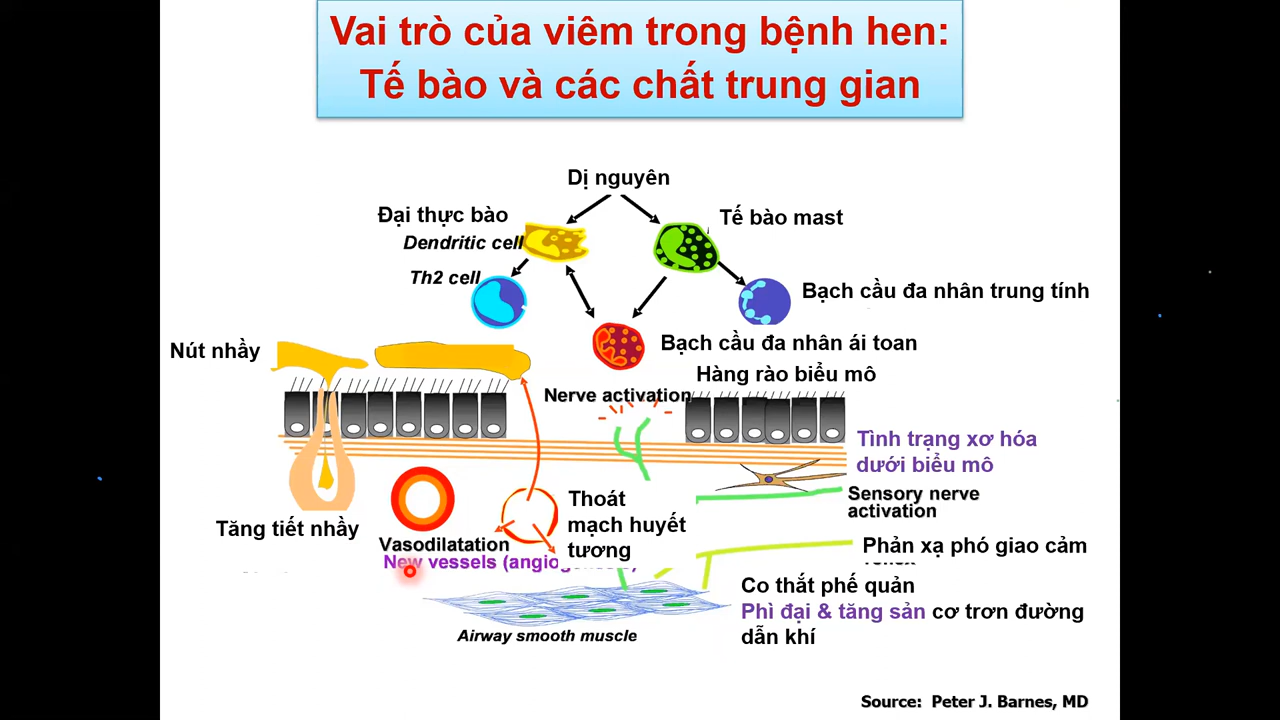 Vai trò của viêm trong bệnh hen:
Tế bào và các chất trung gian
Dị nguyên
Đại thực bào
Tế bào mast
Dendritic cell
Th2 cell
Bạch cầu đa nhân trung tính
Bạch cầu đa nhân ái toan
Nút nhầy
Hàng rào biểu mô
Nerve activation
Tình trạng xơ hóa
dưới biểu mô
Sensory nerve
activation
Thoát
mạch huyết
tương
Tăng tiết nhầy
Vasodilatation
New vessels
Phản xạ phó giao cảm
Co thắt phế quản
Phì đại & tăng sản cơ trơn đường
dẫn khí
Airway smooth muscle
Source: Peter J. Barnes, MD